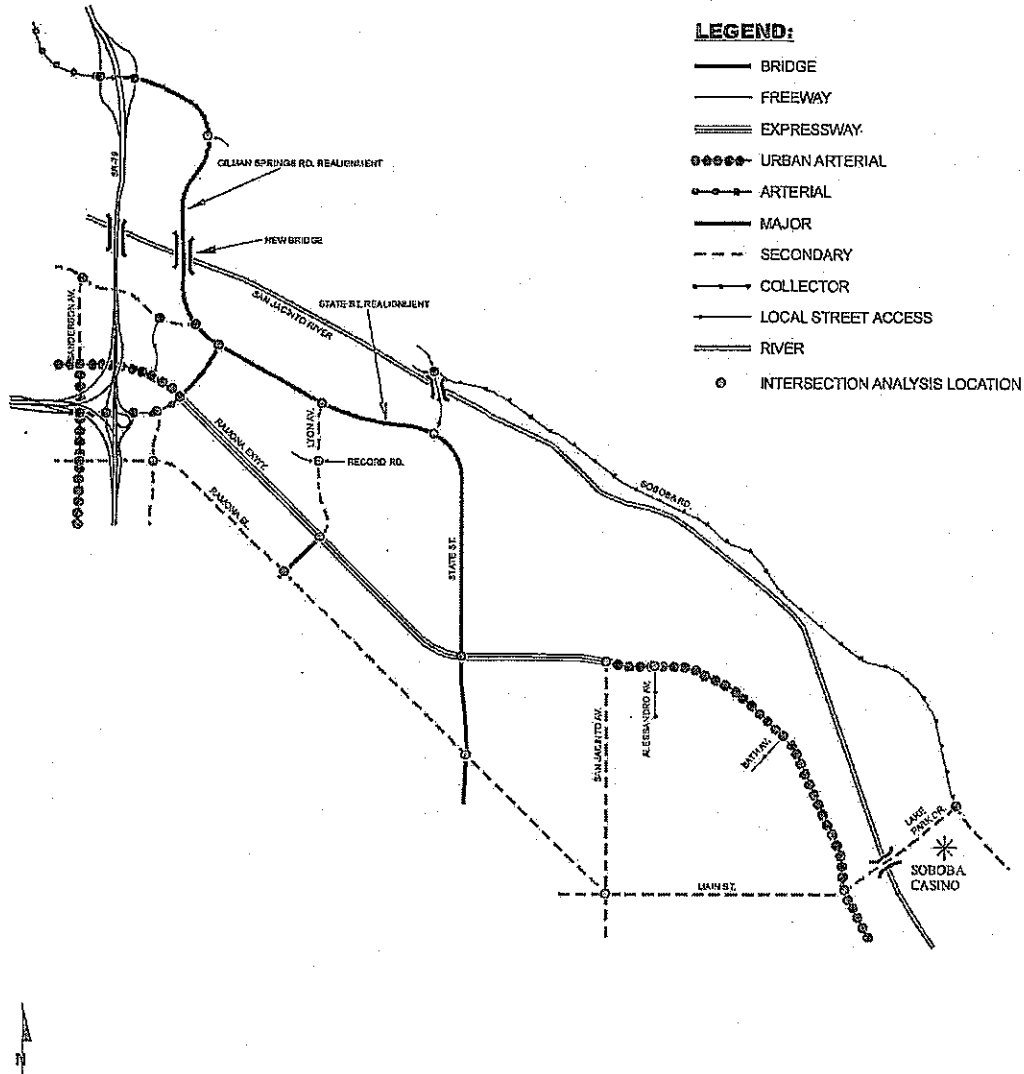 LEGEND:
BRIDGE
FREEWAY
EXPRESSWAY
URBAN ARTERIAL
ARTERIAL
MAJOR
SECONDARY
COLLECTOR
LOCAL STREET ACCESS
RIVER
INTERSECTION ANALYSIS LOCATION
SR-79
GILMAN SPRINGS RD. REALIGNMENT
NEW BRIDGE
SAN JACINTO RIVER
STATE ST. REALIGNMENT
SANDERSON AV.
LYON AV.
RECORD RD.
RAMONA EXPY.
RAMONA BL.
STATE ST.
SOBOBA RD.
SAN JACINTO AV.
ALESSANDRO AV.
BATH AV.
MAIN ST.
LAKE
PARK DR.
SOBOBA
CASINO
N